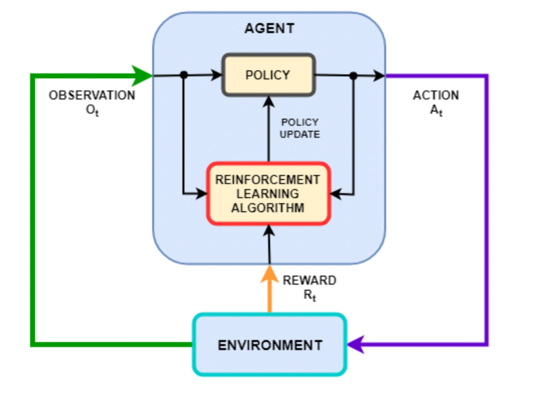 AGENT
POLICY
OBSERVATION
Oₜ
ACTION
Aₜ
POLICY
UPDATE
REINFORCEMENT
LEARNING
ALGORITHM
REWARD
Rₜ
ENVIRONMENT